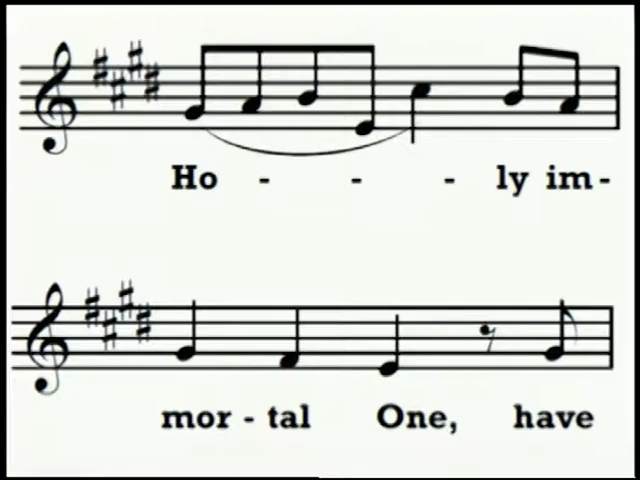 Ho - - - ly im-
mor - tal One, have